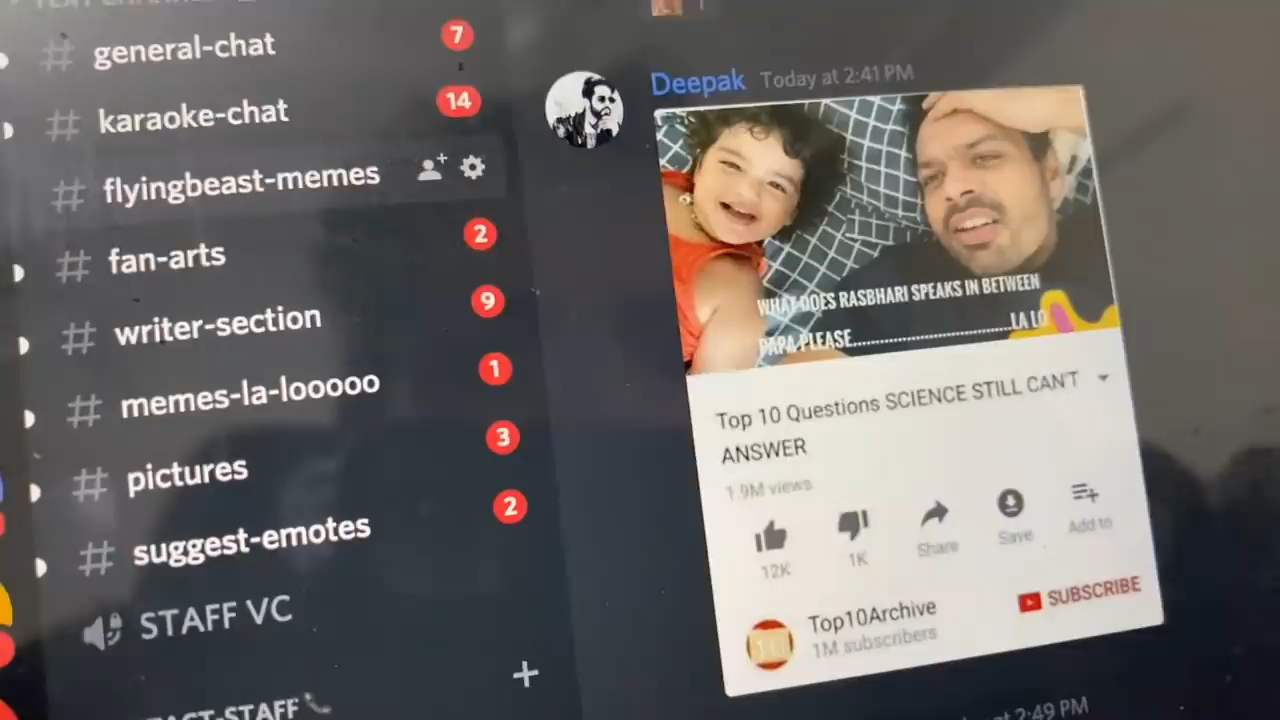 general-chat
7
karaoke-chat
14
flyingbeast-memes
fan-arts
2
writer-section
9
memes-la-looooo
1
pictures
3
suggest-emotes
2
STAFF VC
Deepak Today at 2:41 PM
WHAT DOES RASBHARI SPEAKS IN BETWEEN
PAPA PLEASE....................................LA LO
Top 10 Questions SCIENCE STILL CAN'T
ANSWER
1.9M views
12K
1K
Share
Save
Add to
Top10Archive
1M subscribers
SUBSCRIBE
at 2:49 PM